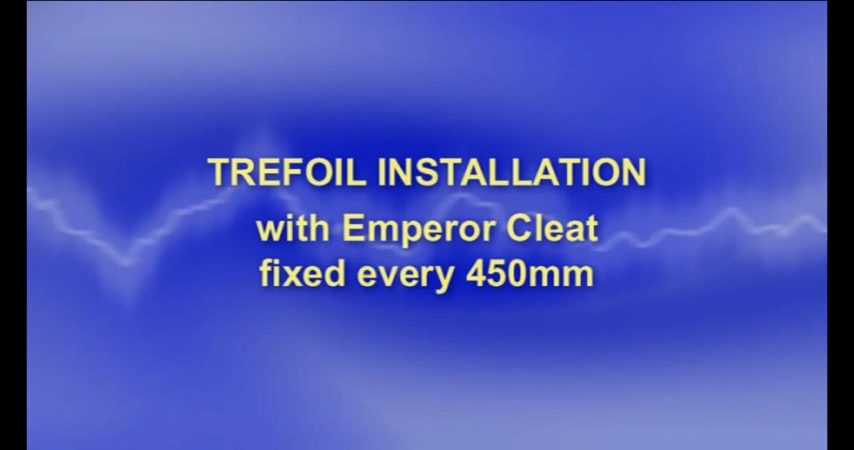 TREFOIL INSTALLATION
with Emperor Cleat
fixed every 450mm